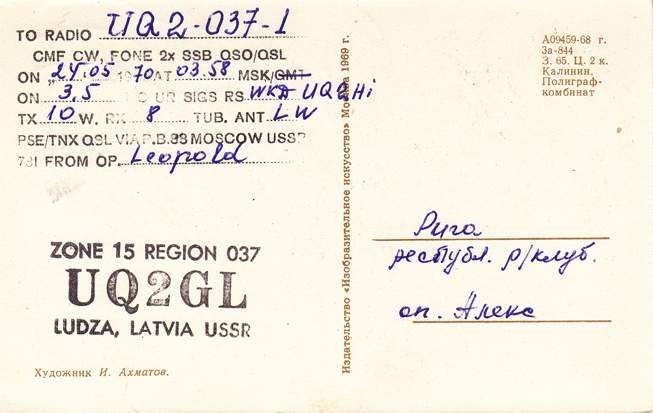 TO RADIO UQ2-037-1
CMF CW, FONE 2x SSB QSO/QSL
ON „24.05 1970 AT 03.58 MSK/GMT
ON 3.5 UR SIGS RS WKD UQ2HI
TX 10 W. RX 8 TUB. ANT LW
PSE/TNX QSL VIA P.B.88 MOSCOW USSR
73! FROM OP. Leopold
ZONE 15 REGION 037
UQ2GL
LUDZA, LATVIA USSR
Художник И. Ахматов.
Издательство «Изобразительное искусство» Москва 1969 г.
А09459-68 г.
За-844
З. 65. Ц. 2 к.
Калинин.
Полиграф-
комбинат
Рига
республ. р/клуб.
оп. Алекс